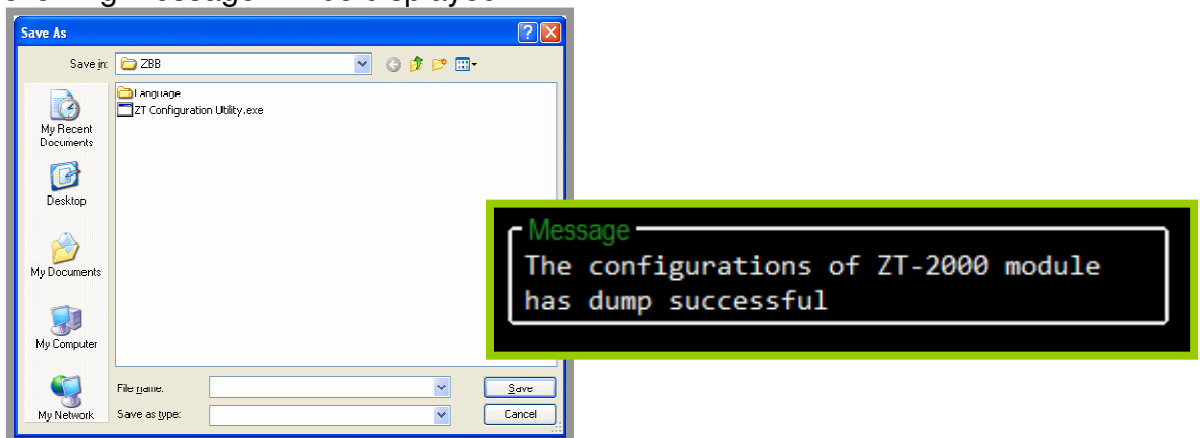 Save As
Save in: ZBB
Language
ZT Configuration Utility.exe
My Recent
Documents
Desktop
My Documents
My Computer
My Network
File name:
Save as type:
Save
Cancel
Message
The configurations of ZT-2000 module
has dump successful